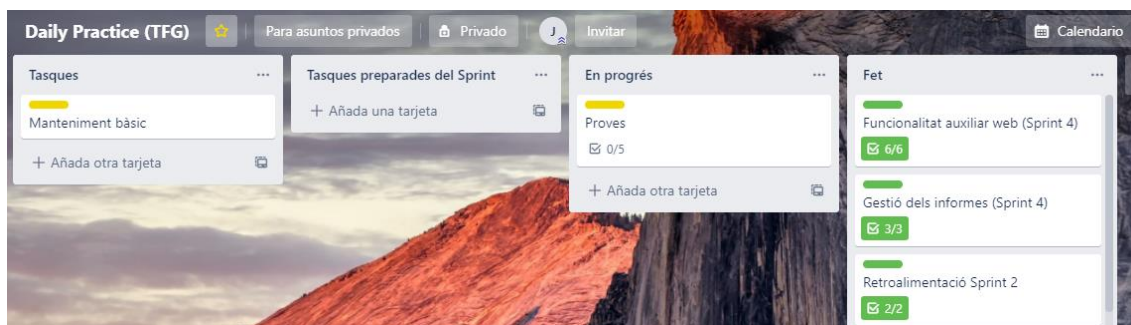 Daily Practice (TFG)
Para asuntos privados
Privado
J
Invitar
Calendario
Tasques
...
Manteniment bàsic
+ Añada otra tarjeta
Tasques preparades del Sprint
...
+ Añada una tarjeta
En progrés
...
Proves
0/5
+ Añada otra tarjeta
Fet
...
Funcionalitat auxiliar web (Sprint 4)
6/6
Gestió dels informes (Sprint 4)
3/3
Retroalimentació Sprint 2
2/2